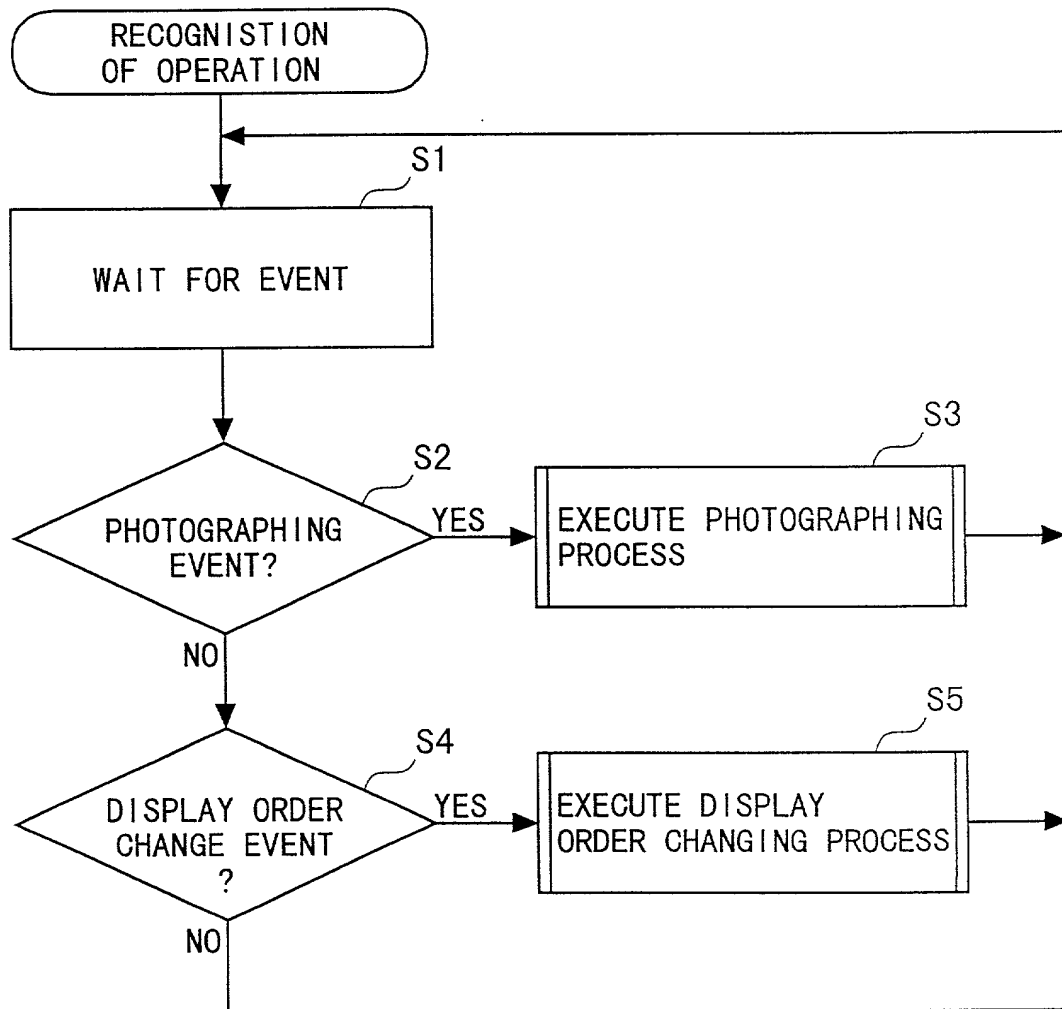 RECOGNISTION
OF OPERATION
S1
WAIT FOR EVENT
S2
PHOTOGRAPHING
EVENT?
YES
S3
EXECUTE PHOTOGRAPHING
PROCESS
NO
S4
DISPLAY ORDER
CHANGE EVENT
?
YES
S5
EXECUTE DISPLAY
ORDER CHANGING PROCESS
NO